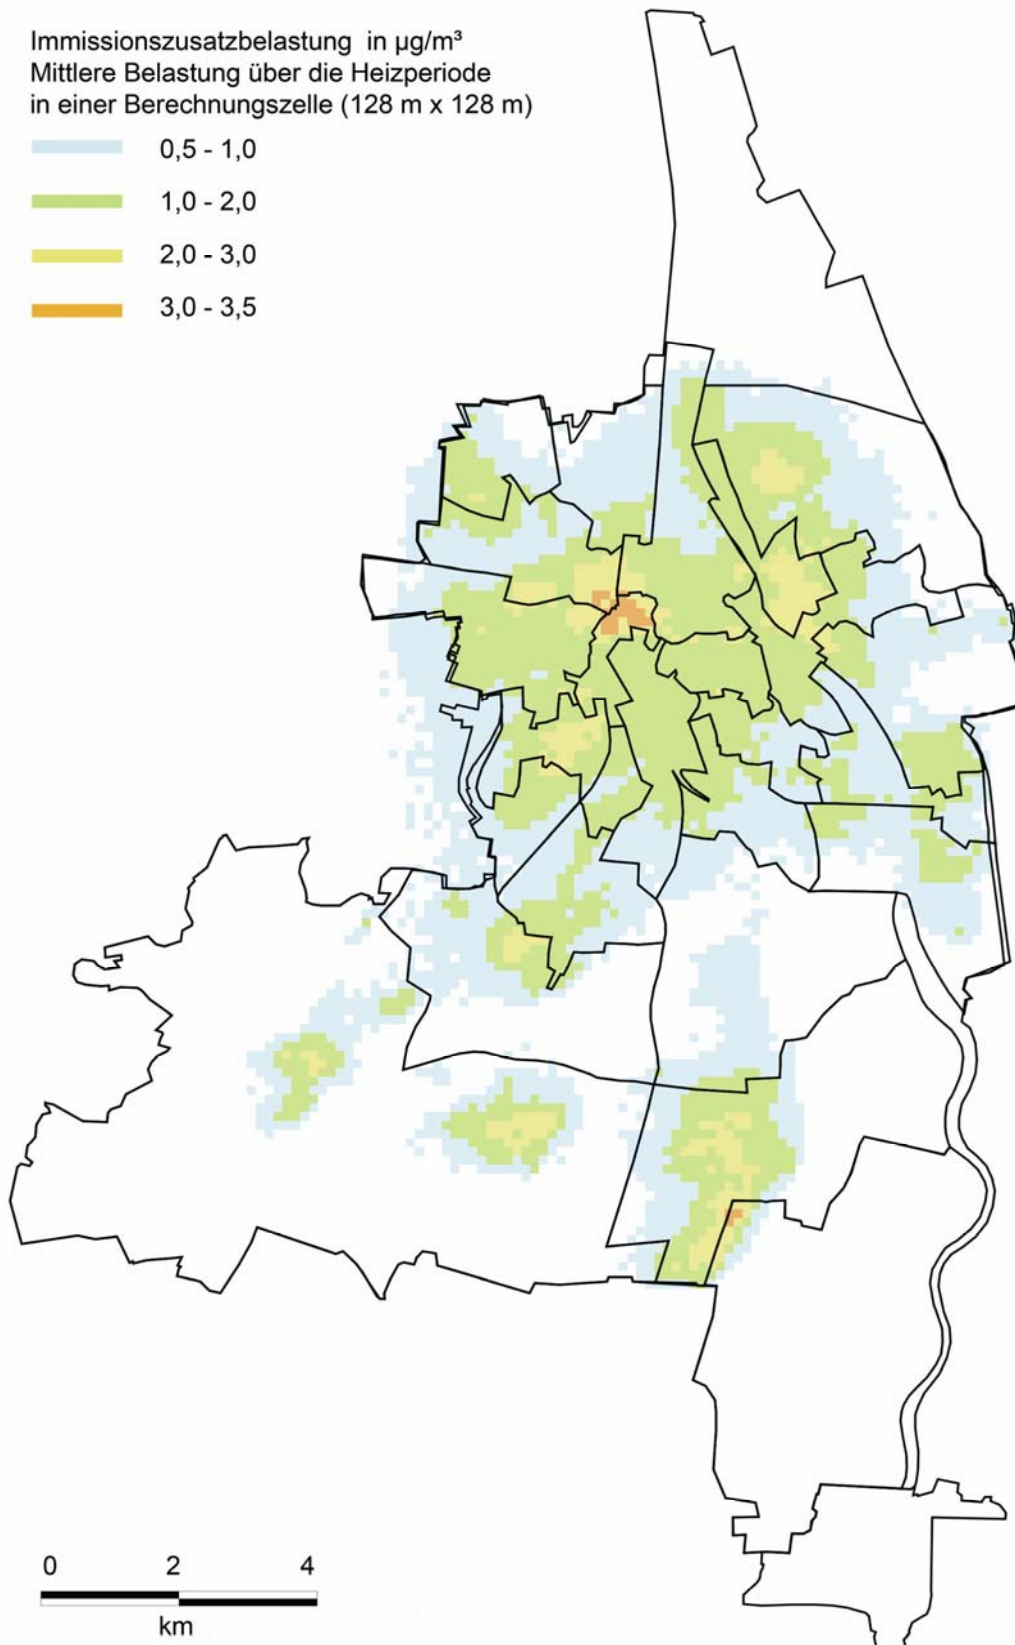 Immissionszusatzbelastung in µg/m³
Mittlere Belastung über die Heizperiode
in einer Berechnungszelle (128 m x 128 m)
0,5 - 1,0
1,0 - 2,0
2,0 - 3,0
3,0 - 3,5
0 2 4
km